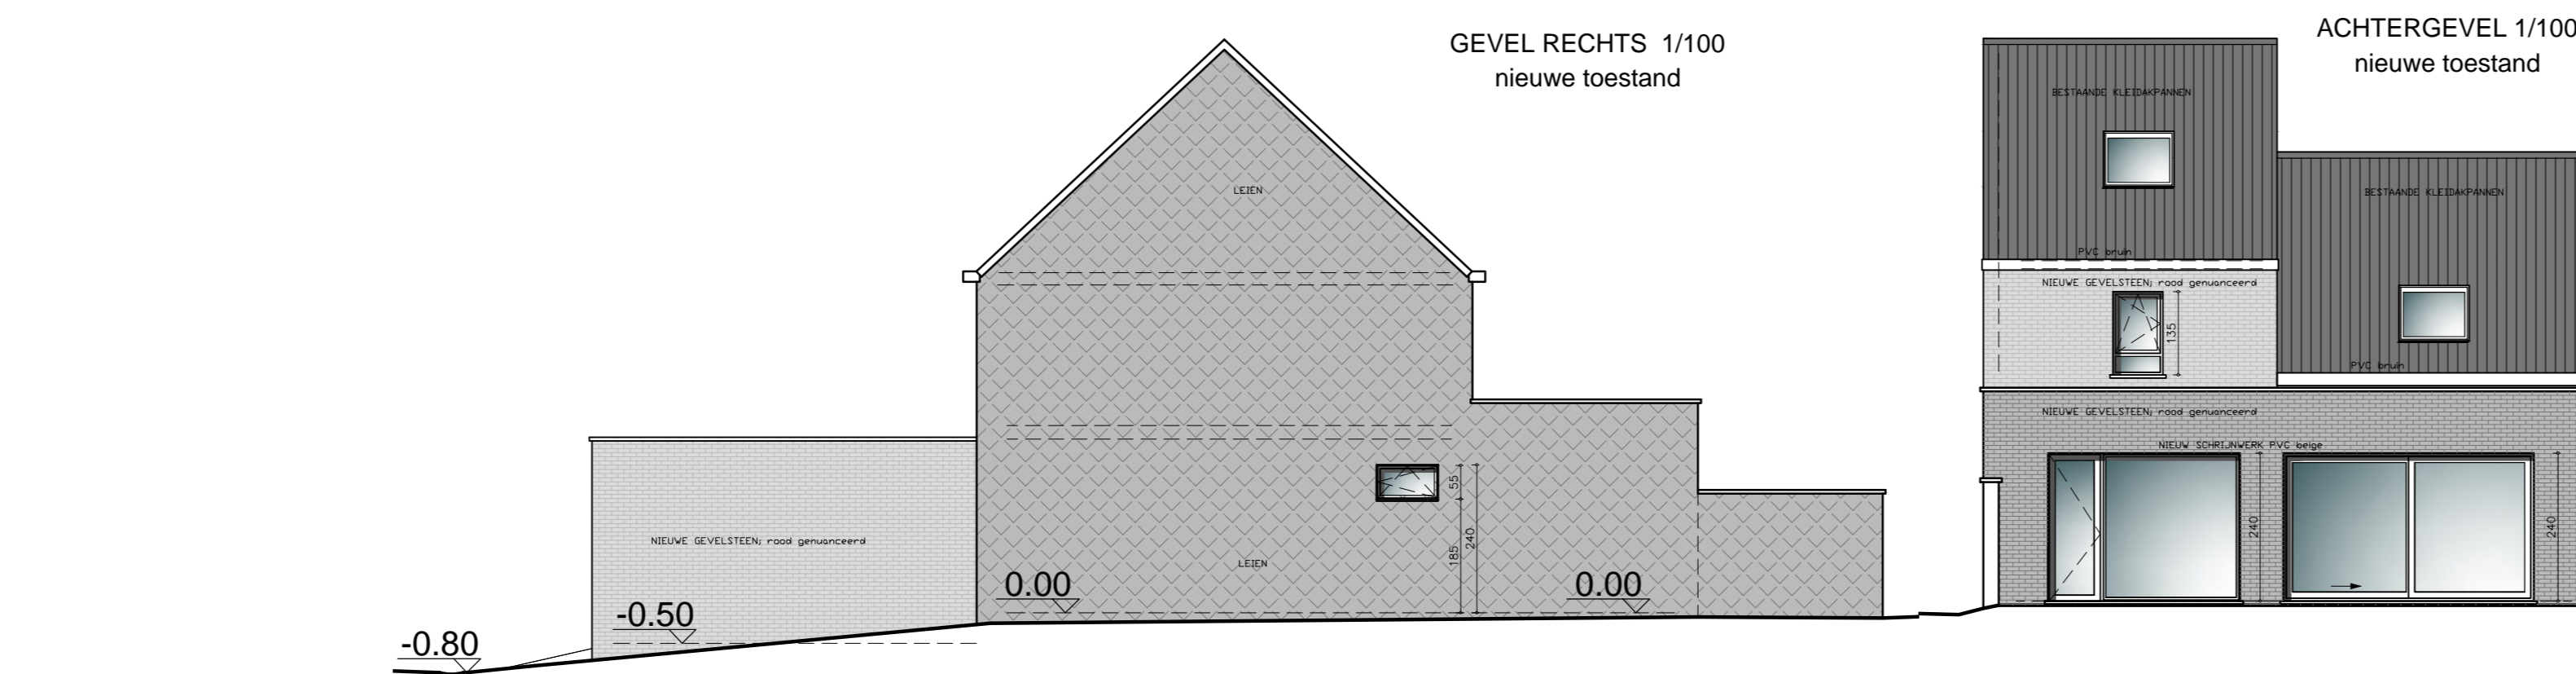 GEVEL RECHTS 1/100
nieuwe toestand
LEIEN
NIEUWE GEVELSTEEN; rood genuanceerd
LEIEN
55
185
240
0.00
0.00
-0.50
-0.80
ACHTERGEVEL 1/100
nieuwe toestand
BESTAANDE KLEIDAKPANNEN
BESTAANDE KLEIDAKPANNEN
PVC bruin
NIEUWE GEVELSTEEN; rood genuanceerd
135
PVC bruin
NIEUWE GEVELSTEEN; rood genuanceerd
NIEUW SCHRIJNWERK PVC beige
240
240